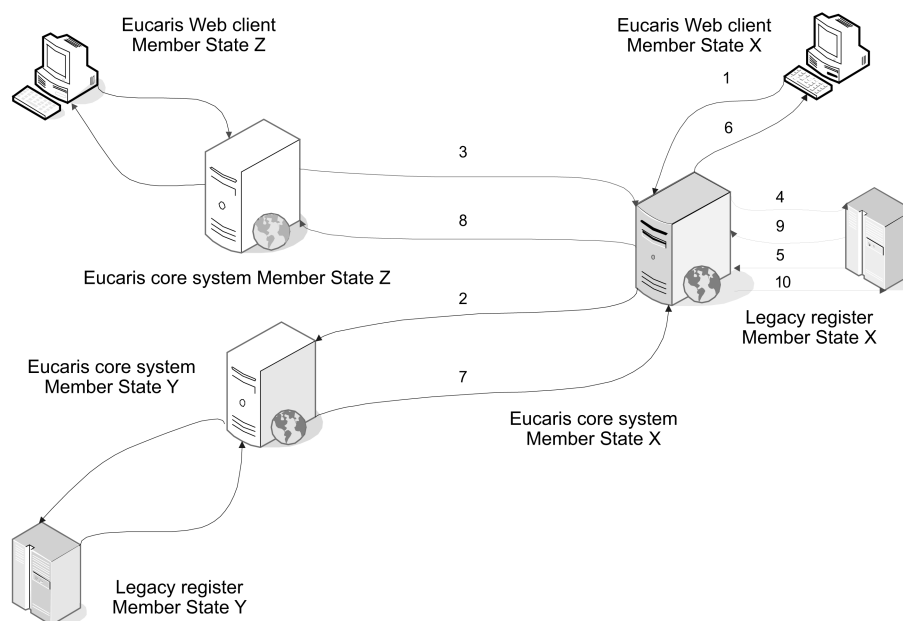 Eucaris Web client
Member State Z
Eucaris Web client
Member State X
1
6
3
4
9
8
5
10
Eucaris core system Member State Z
2
Legacy register
Member State X
Eucaris core system
Member State Y
7
Eucaris core system
Member State X
Legacy register
Member State Y